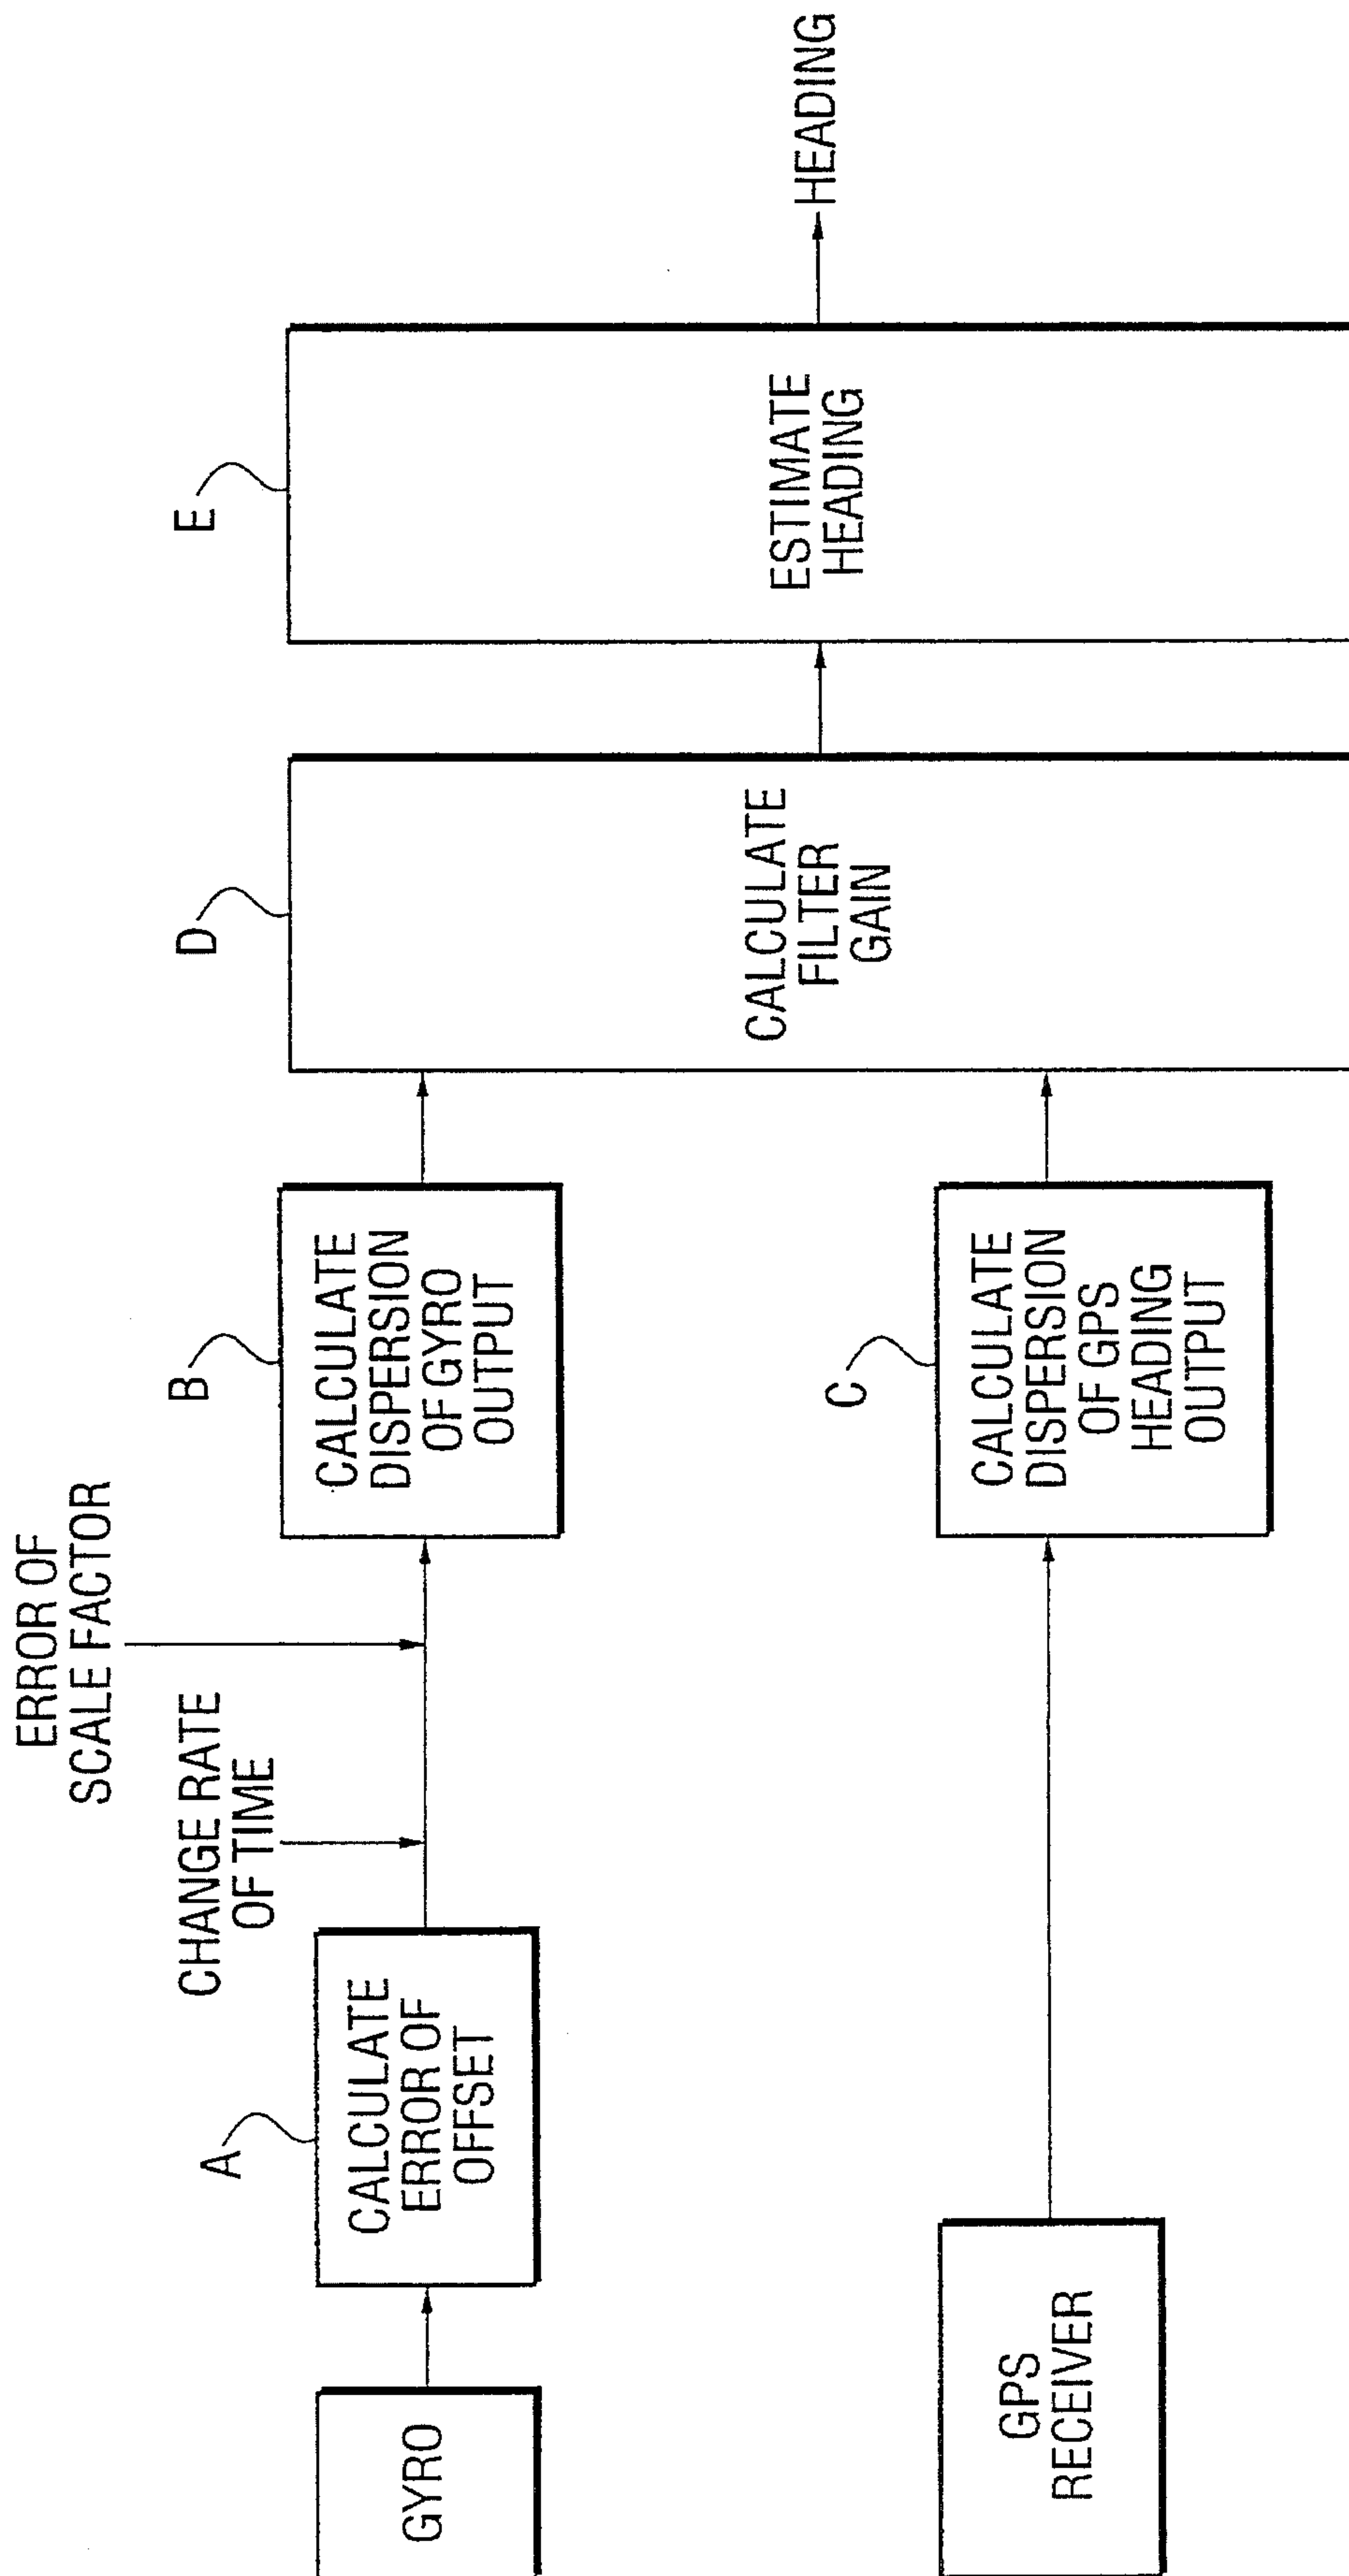 GYRO
A
CALCULATE
ERROR OF
OFFSET
CHANGE RATE
OF TIME
ERROR OF
SCALE FACTOR
B
CALCULATE
DISPERSION
OF GYRO
OUTPUT
GPS
RECEIVER
C
CALCULATE
DISPERSION
OF GPS
HEADING
OUTPUT
D
CALCULATE
FILTER
GAIN
E
ESTIMATE
HEADING
HEADING